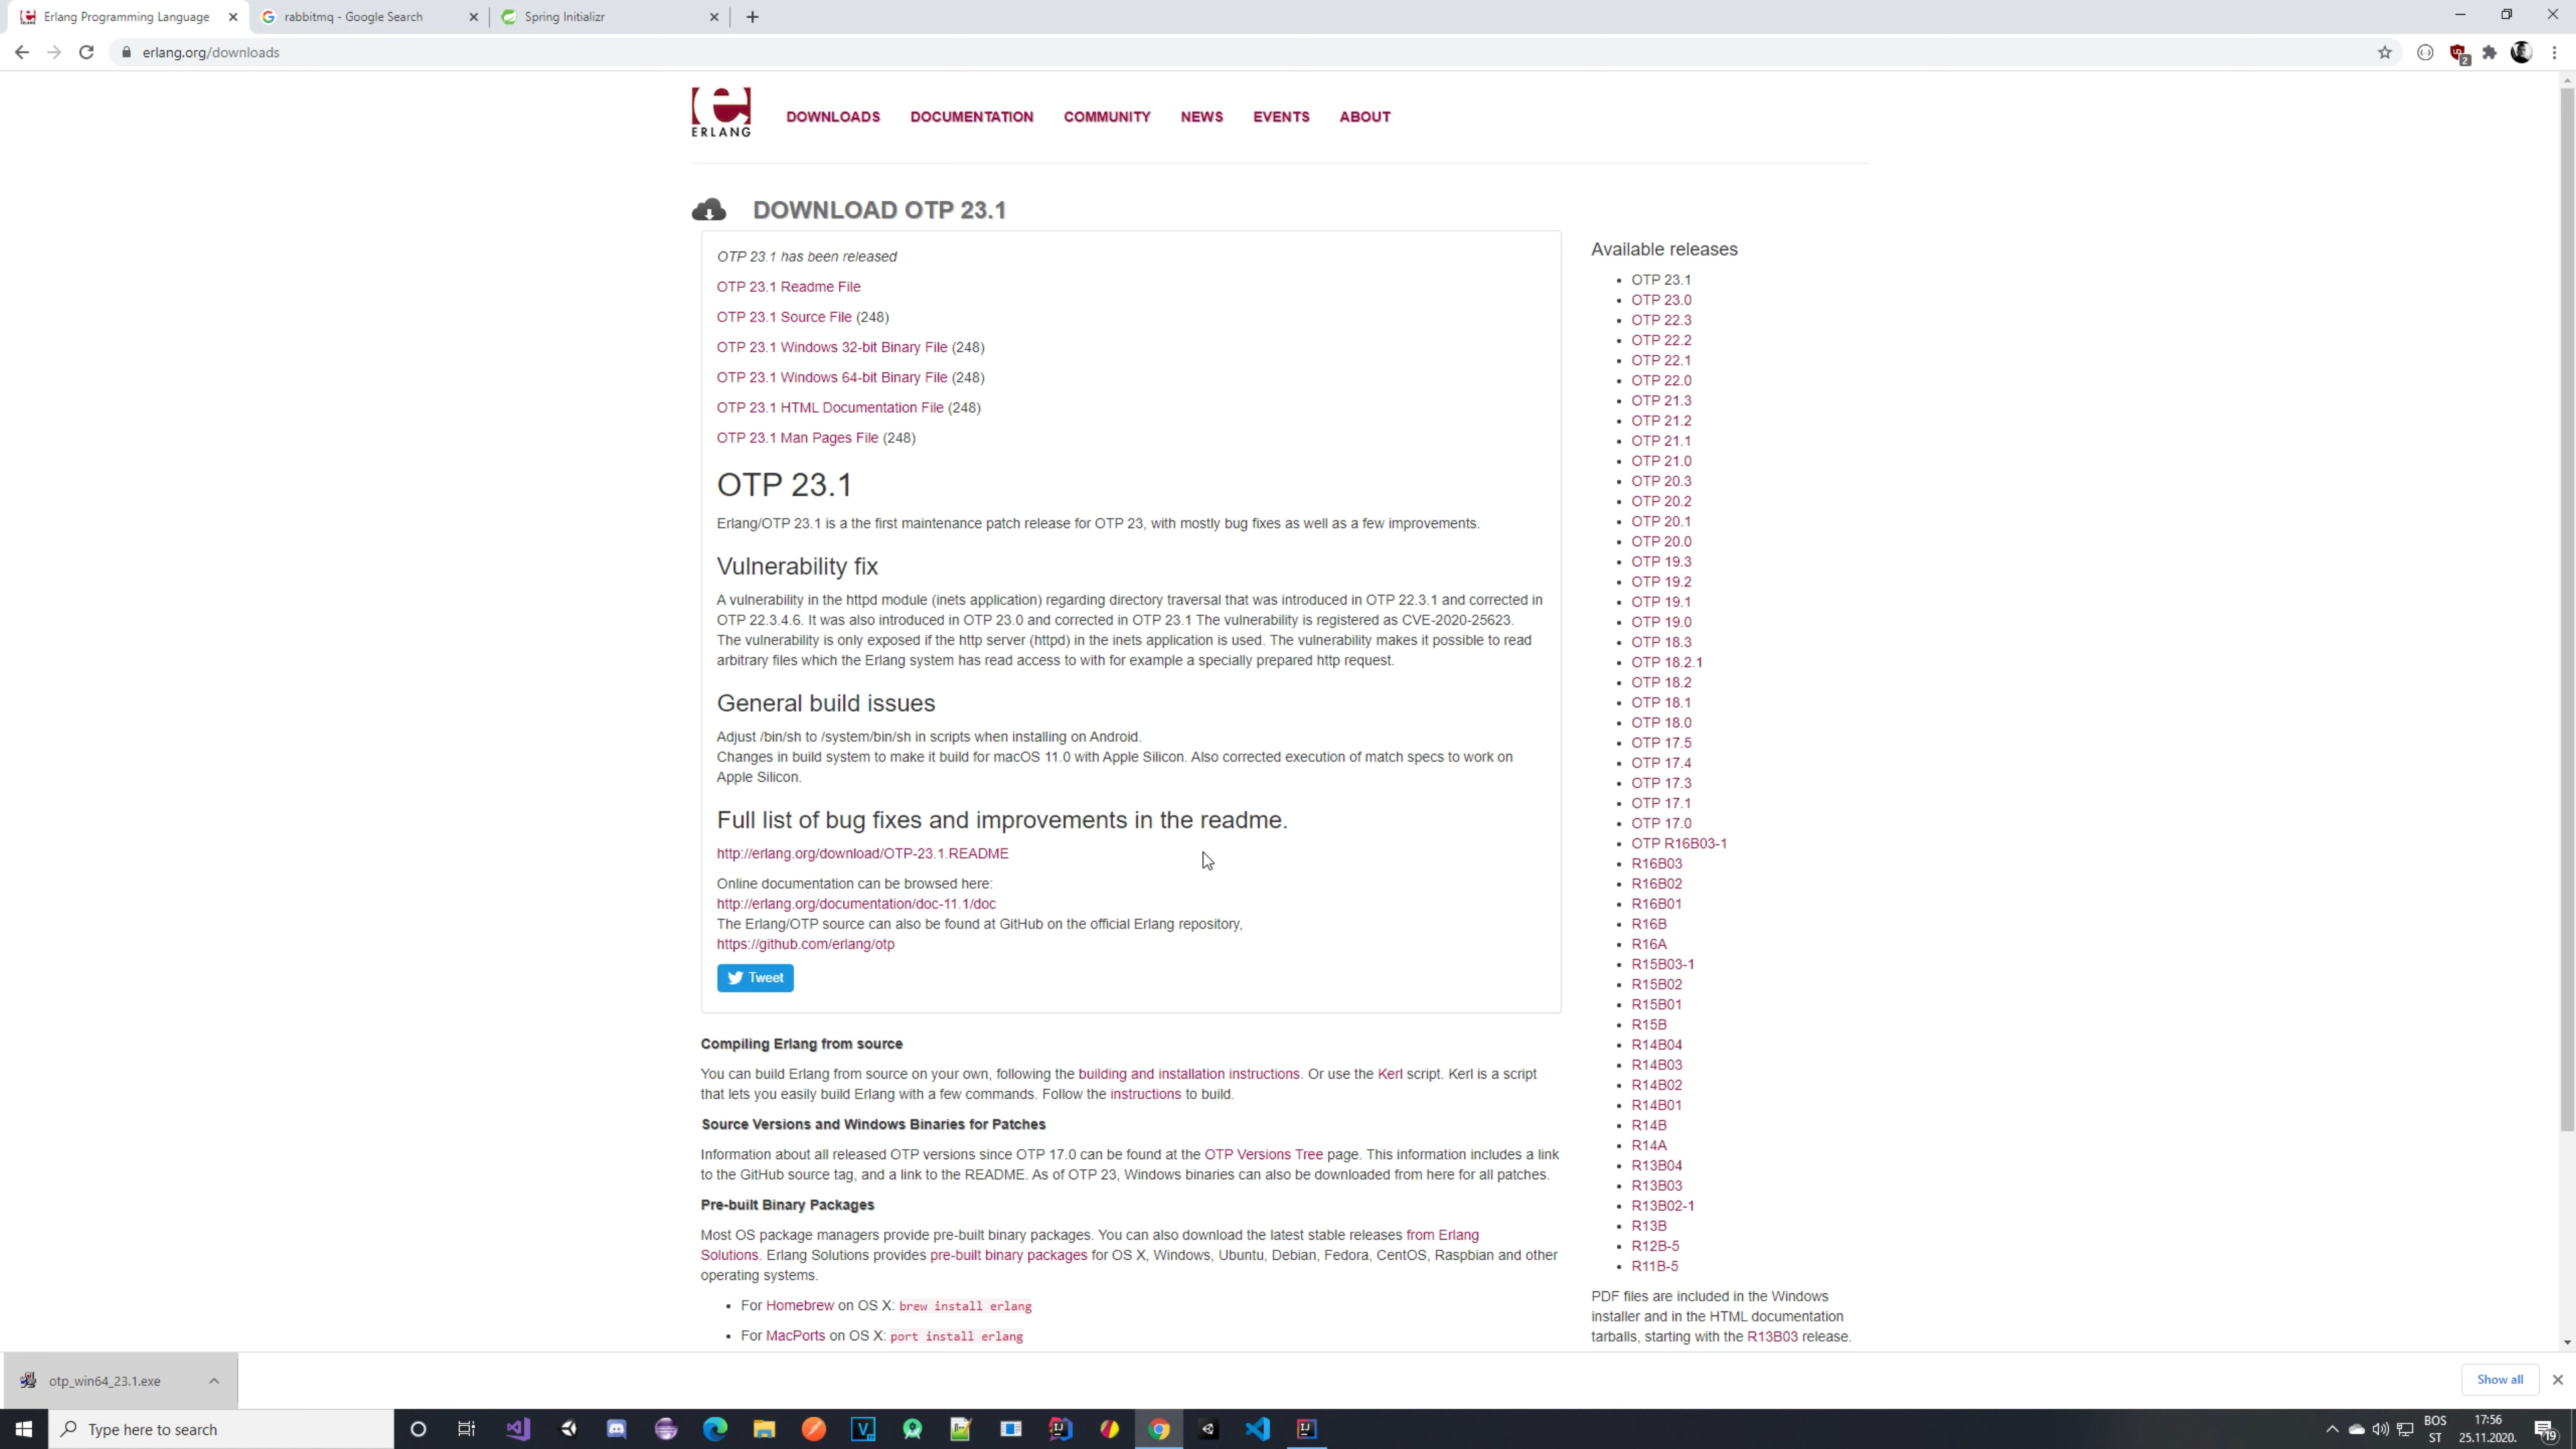 Erlang Programming Language
rabbitmq - Google Search
Spring Initializr
erlang.org/downloads
2
ERLANG
DOWNLOADS DOCUMENTATION COMMUNITY NEWS EVENTS ABOUT
DOWNLOAD OTP 23.1
OTP 23.1 has been released
OTP 23.1 Readme File
OTP 23.1 Source File (248)
OTP 23.1 Windows 32-bit Binary File (248)
OTP 23.1 Windows 64-bit Binary File (248)
OTP 23.1 HTML Documentation File (248)
OTP 23.1 Man Pages File (248)
OTP 23.1
Erlang/OTP 23.1 is a the first maintenance patch release for OTP 23, with mostly bug fixes as well as a few improvements.
Vulnerability fix
A vulnerability in the httpd module (inets application) regarding directory traversal that was introduced in OTP 22.3.1 and corrected in
OTP 22.3.4.6. It was also introduced in OTP 23.0 and corrected in OTP 23.1 The vulnerability is registered as CVE-2020-25623.
The vulnerability is only exposed if the http server (httpd) in the inets application is used. The vulnerability makes it possible to read
arbitrary files which the Erlang system has read access to with for example a specially prepared http request.
General build issues
Adjust /bin/sh to /system/bin/sh in scripts when installing on Android.
Changes in build system to make it build for macOS 11.0 with Apple Silicon. Also corrected execution of match specs to work on
Apple Silicon.
Full list of bug fixes and improvements in the readme.
http://erlang.org/download/OTP-23.1.README
Online documentation can be browsed here:
http://erlang.org/documentation/doc-11.1/doc
The Erlang/OTP source can also be found at GitHub on the official Erlang repository,
https://github.com/erlang/otp
Tweet
Compiling Erlang from source
You can build Erlang from source on your own, following the building and installation instructions. Or use the Kerl script. Kerl is a script
that lets you easily build Erlang with a few commands. Follow the instructions to build.
Source Versions and Windows Binaries for Patches
Information about all released OTP versions since OTP 17.0 can be found at the OTP Versions Tree page. This information includes a link
to the GitHub source tag, and a link to the README. As of OTP 23, Windows binaries can also be downloaded from here for all patches.
Pre-built Binary Packages
Most OS package managers provide pre-built binary packages. You can also download the latest stable releases from Erlang
Solutions. Erlang Solutions provides pre-built binary packages for OS X, Windows, Ubuntu, Debian, Fedora, CentOS, Raspbian and other
operating systems.
• For Homebrew on OS X: brew install erlang
• For MacPorts on OS X: port install erlang
Available releases
• OTP 23.1
• OTP 23.0
• OTP 22.3
• OTP 22.2
• OTP 22.1
• OTP 22.0
• OTP 21.3
• OTP 21.2
• OTP 21.1
• OTP 21.0
• OTP 20.3
• OTP 20.2
• OTP 20.1
• OTP 20.0
• OTP 19.3
• OTP 19.2
• OTP 19.1
• OTP 19.0
• OTP 18.3
• OTP 18.2.1
• OTP 18.2
• OTP 18.1
• OTP 18.0
• OTP 17.5
• OTP 17.4
• OTP 17.3
• OTP 17.1
• OTP 17.0
• OTP R16B03-1
• R16B03
• R16B02
• R16B01
• R16B
• R16A
• R15B03-1
• R15B02
• R15B01
• R15B
• R14B04
• R14B03
• R14B02
• R14B01
• R14B
• R14A
• R13B04
• R13B03
• R13B02-1
• R13B
• R12B-5
• R11B-5
PDF files are included in the Windows
installer and in the HTML documentation
tarballs, starting with the R13B03 release.
otp_win64_23.1.exe
Show all
Type here to search
BOS
ST
17:56
25.11.2020.
19